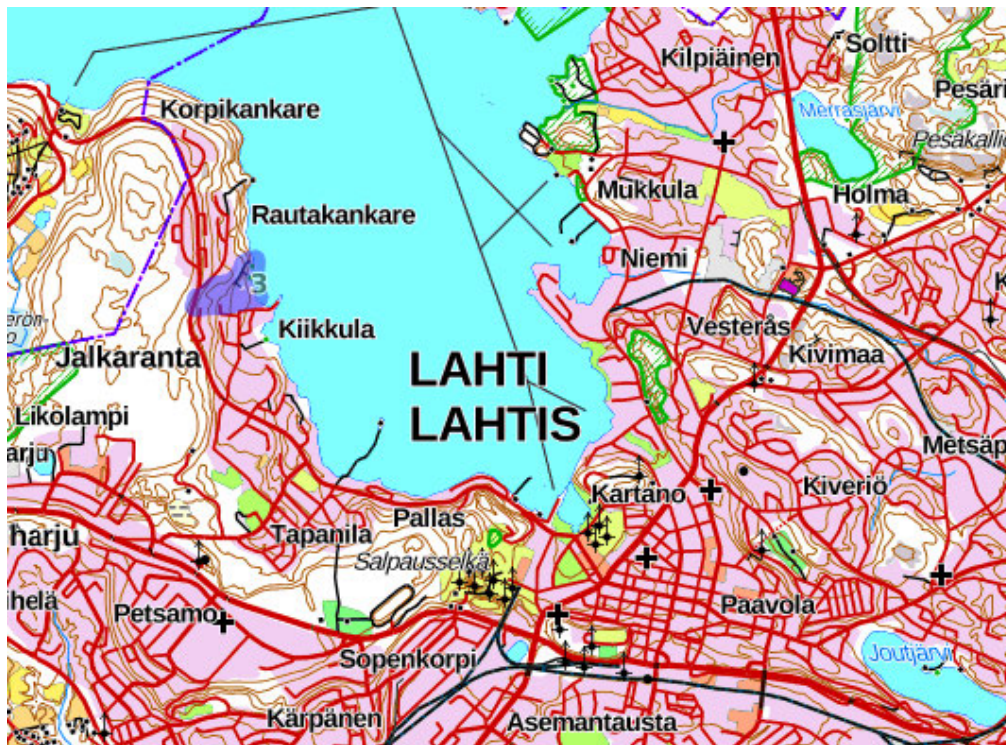 Soltti
Kilpiäinen
Pesäri
Korpikankare
Merrasjärvi
Pesäkallio
Mukkula
Holma
Rautakankare
Niemi
3
Vesterås
Kiikkula
Jalkaranta
Kivimaa
LAHTI
LAHTIS
Likolampi
Metsäp
Kiveriö
Kartano
Pallas
Tapanila
harju
Salpausselkä
Paavola
Petsamo
Joutjärvi
Sopenkorpi
Kärpänen
Asemantausta